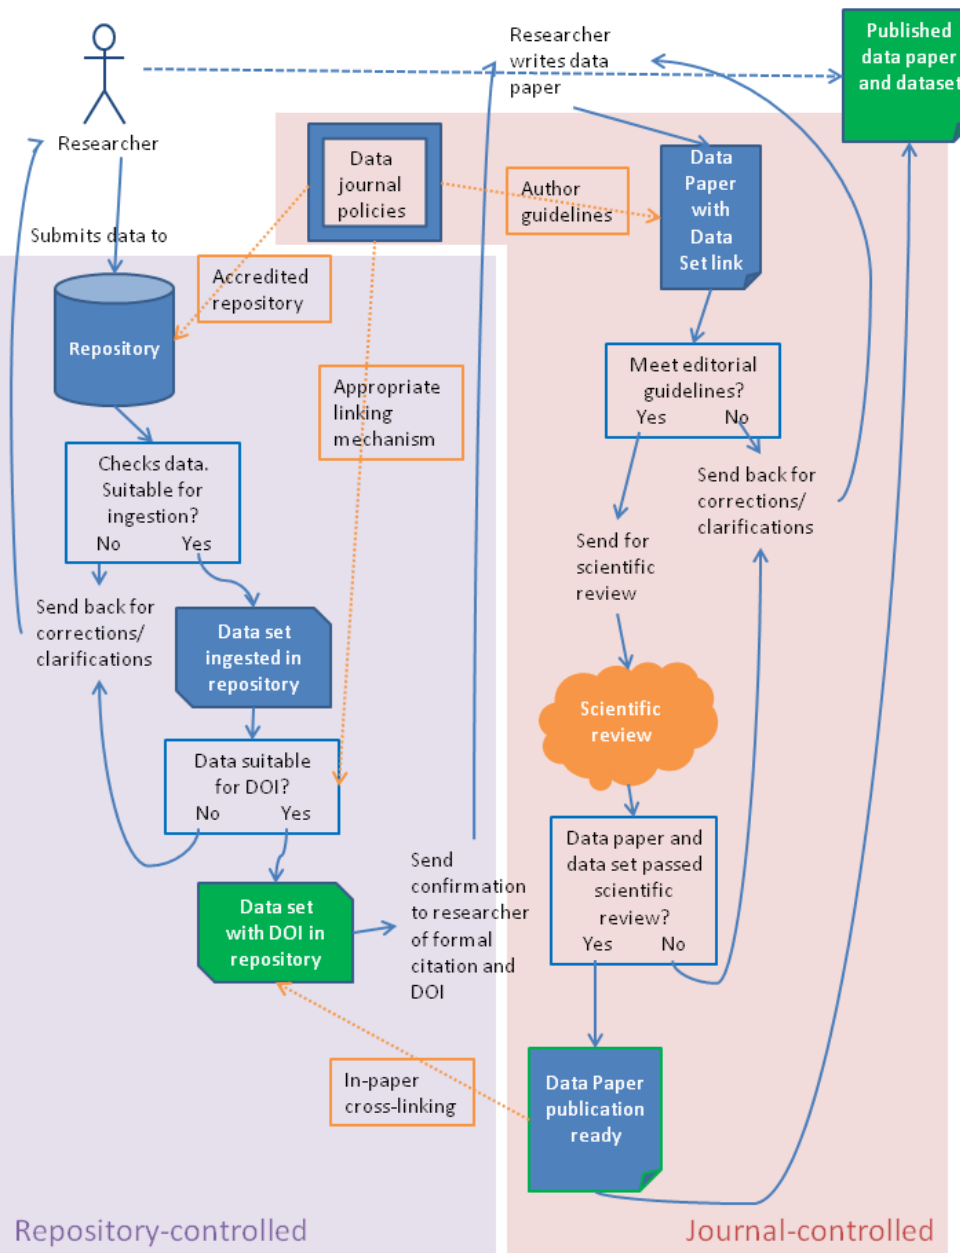 Researcher
writes data
paper
Published
data paper
and dataset
Researcher
Data
journal
policies
Author
guidelines
Data
Paper
with
Data
Set link
Submits data to
Accredited
repository
Repository
Meet editorial
guidelines?
Yes No
Appropriate
linking
mechanism
Checks data.
Suitable for
ingestion?
No Yes
Send back for
corrections/
clarifications
Send for
scientific
review
Send back for
corrections/
clarifications
Data set
ingested in
repository
Scientific
review
Data suitable
for DOI?
No Yes
Data paper and
data set passed
scientific
review?
Yes No
Send
confirmation
to researcher
of formal
citation and
DOI
Data set
with DOI in
repository
In-paper
cross-linking
Data Paper
publication
ready
Repository-controlled
Journal-controlled